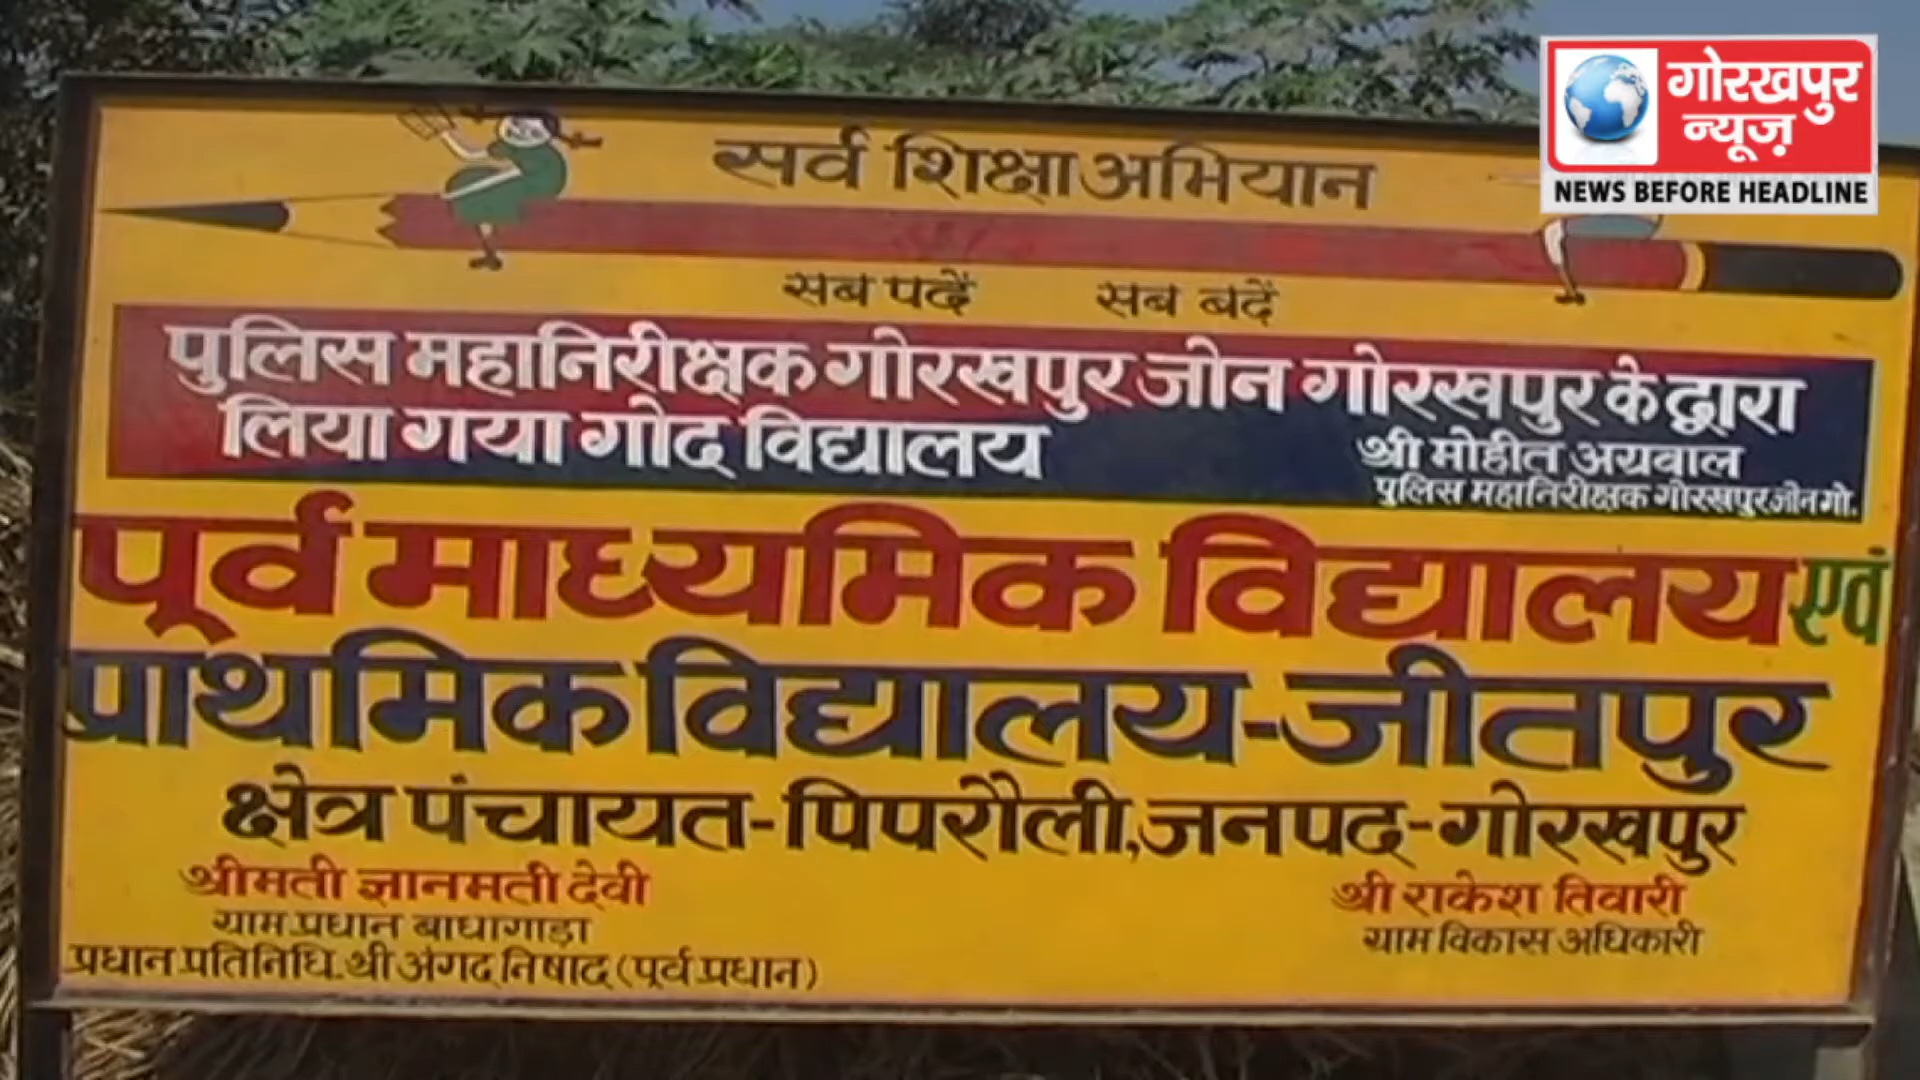 गोरखपुर
न्यूज़
NEWS BEFORE HEADLINE
सर्व शिक्षा अभियान
सब पढें सब बढें
पुलिस महानिरीक्षक गोरखपुर जोन गोरखपुर के द्वारा
लिया गया गोद विद्यालय
श्री मोहीत अग्रवाल
पुलिस महानिरीक्षक गोरखपुर जोन गो.
पूर्व माध्यमिक विद्यालय एवं
प्राथमिक विद्यालय-जीतपुर
क्षेत्र पंचायत-पिपरौली, जनपद-गोरखपुर
श्रीमती ज्ञानमती देवी
ग्राम प्रधान बाघागाड़ा
प्रधान प्रतिनिधि श्री अंगद निषाद (पूर्व प्रधान)
श्री राकेश तिवारी
ग्राम विकास अधिकारी